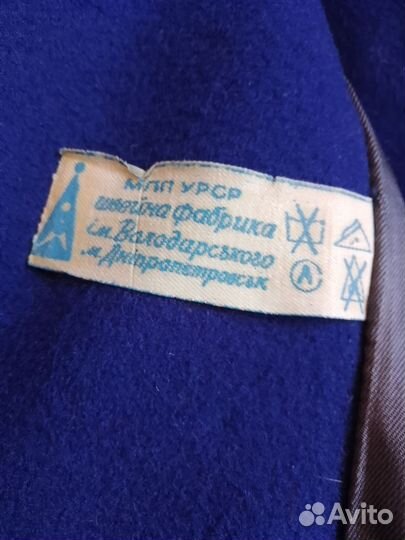 МЛП УРСР
швейна фабрика
ім. Володарського
м. Дніпропетровськ
А
Avito